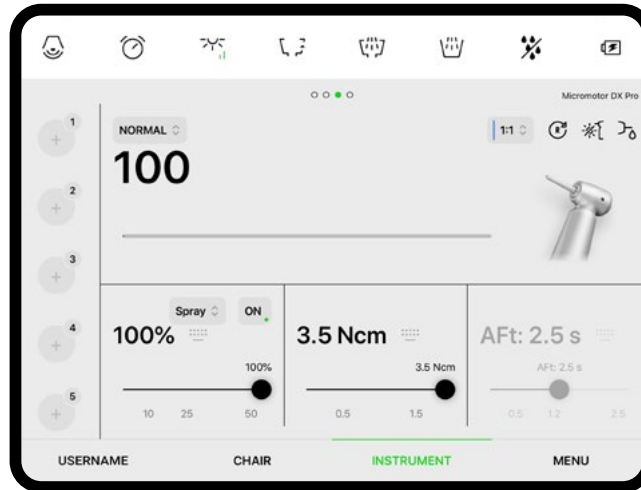 Micromotor DX Pro
1
NORMAL
1:1
R
100
2
3
Spray
ON
4
100%
3.5 Ncm
AFt: 2.5 s
100%
3.5 Ncm
AFt: 2.5 s
5
10 25 50
0.5 1.5
0.5 1.2 2.5
USERNAME CHAIR INSTRUMENT MENU